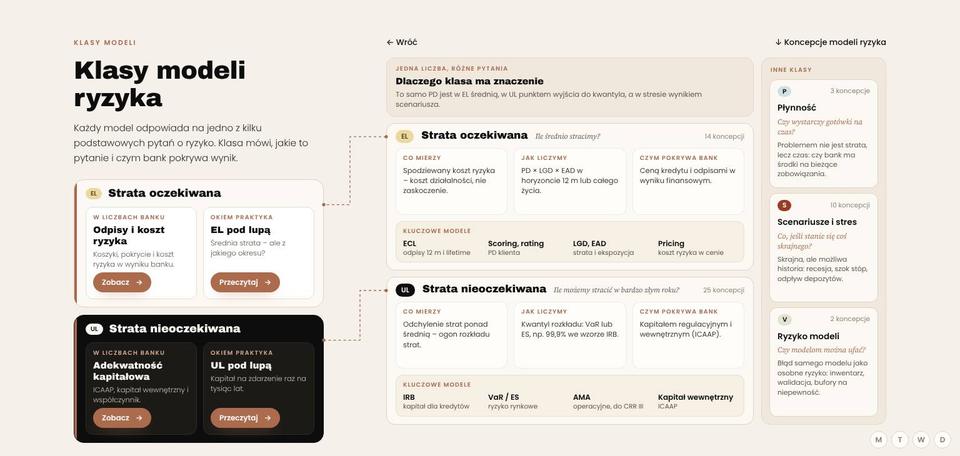 KLASY MODELI
Klasy modeli
ryzyka
Każdy model odpowiada na jedno z kilku
podstawowych pytań o ryzyko. Klasa mówi, jakie to
pytanie i czym bank pokrywa wynik.
EL Strata oczekiwana
W LICZBACH BANKU
Odpisy i koszt
ryzyka
Koszyki, pokrycie i koszt
ryzyka w wyniku banku.
Zobacz →
OKIEM PRAKTYKA
EL pod lupą
Średnia strata – ale z
jakiego okresu?
Przeczytaj →
UL Strata nieoczekiwana
W LICZBACH BANKU
Adekwatność
kapitałowa
ICAAP, kapitał wewnętrzny i
współczynnik.
Zobacz →
OKIEM PRAKTYKA
UL pod lupą
Kapitał na zdarzenie raz na
tysiąc lat.
Przeczytaj →
← Wróć
↓ Koncepcje modeli ryzyka
JEDNA LICZBA, RÓŻNE PYTANIA
Dlaczego klasa ma znaczenie
To samo PD jest w EL średnią, w UL punktem wyjścia do kwantyla, a w stresie wynikiem
scenariusza.
EL Strata oczekiwana Ile średnio stracimy? 14 koncepcji
CO MIERZY
Spodziewany koszt ryzyka
– koszt działalności, nie
zaskoczenie.
JAK LICZYMY
PD × LGD × EAD w
horyzoncie 12 m lub całego
życia.
CZYM POKRYWA BANK
Ceną kredytu i odpisami w
wyniku finansowym.
KLUCZOWE MODELE
ECL
odpisy 12 m i lifetime
Scoring, rating
PD klienta
LGD, EAD
strata i ekspozycja
Pricing
koszt ryzyka w cenie
UL Strata nieoczekiwana Ile możemy stracić w bardzo złym roku? 25 koncepcji
CO MIERZY
Odchylenie strat ponad
średnią – ogon rozkładu
strat.
JAK LICZYMY
Kwantyl rozkładu: VaR lub
ES, np. 99,9% we wzorze IRB.
CZYM POKRYWA BANK
Kapitałem regulacyjnym i
wewnętrznym (ICAAP).
KLUCZOWE MODELE
IRB
kapitał dla kredytów
VaR / ES
ryzyko rynkowe
AMA
operacyjne, do CRR III
Kapitał wewnętrzny
ICAAP
INNE KLASY
P 3 koncepcje
Płynność
Czy wystarczy gotówki na
czas?
Problemem nie jest strata,
lecz czas: czy bank ma
środki na bieżące
zobowiązania.
S 10 koncepcji
Scenariusze i stres
Co, jeśli stanie się coś
skrajnego?
Skrajna, ale możliwa
historia: recesja, szok stóp,
odpływ depozytów.
V 2 koncepcje
Ryzyko modeli
Czy modelom można ufać?
Błąd samego modelu jako
osobne ryzyko: inwentarz,
walidacja, bufory na
niepewność.
M T W D